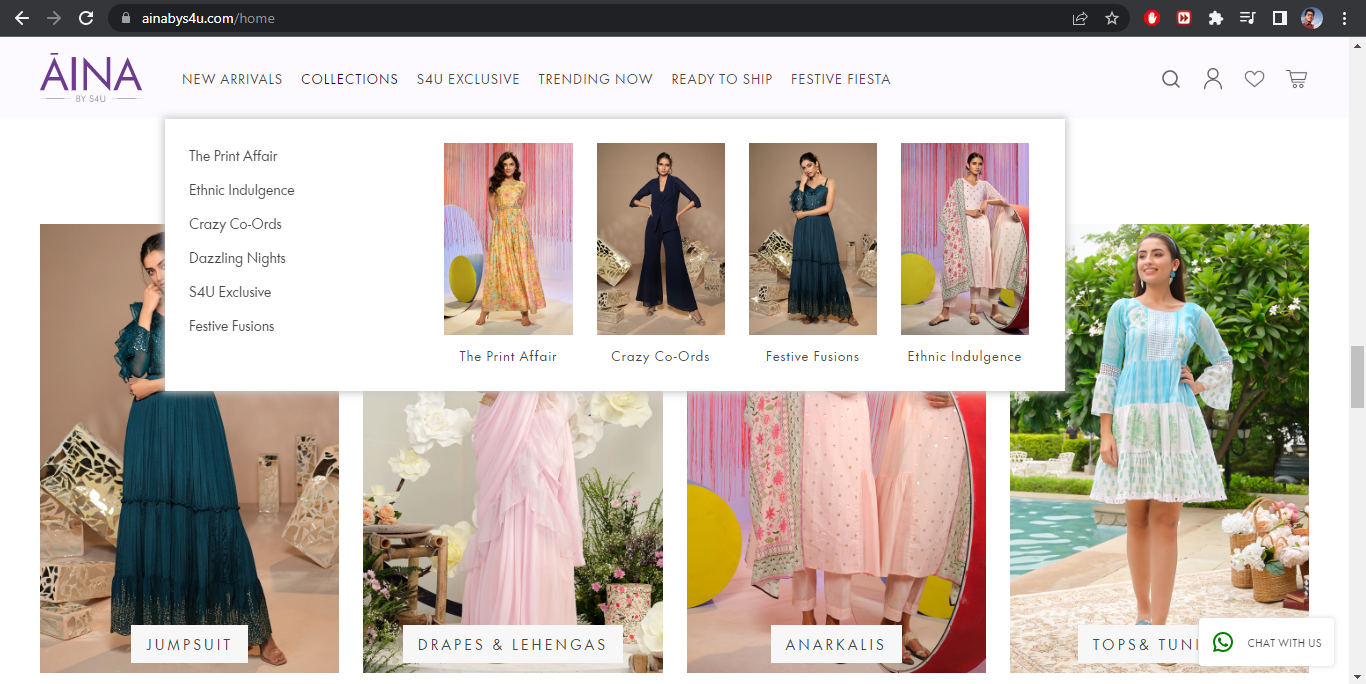 ainabys4u.com/home
ĀINA
BY S4U
NEW ARRIVALS COLLECTIONS S4U EXCLUSIVE TRENDING NOW READY TO SHIP FESTIVE FIESTA
The Print Affair
Ethnic Indulgence
Crazy Co-Ords
Dazzling Nights
S4U Exclusive
Festive Fusions
The Print Affair Crazy Co-Ords Festive Fusions Ethnic Indulgence
JUMPSUIT DRAPES & LEHENGAS ANARKALIS TOPS& TUNI
CHAT WITH US